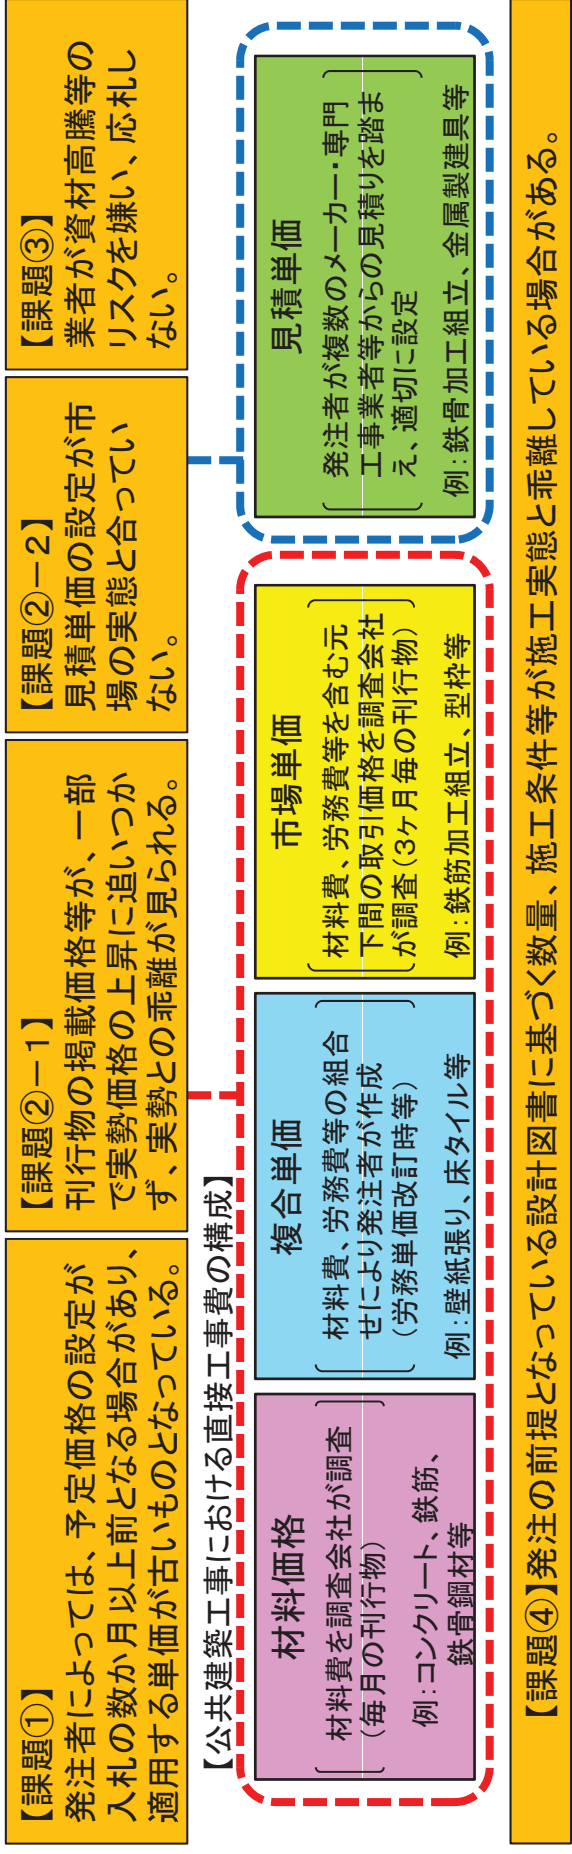 【課題①】
発注者によっては、予定価格の設定が
入札の数か月以上前となる場合があり、
適用する単価が古いものとなっている。
【課題②－１】
刊行物の掲載価格等が、一部
で実勢価格の上昇に追いつか
ず、実勢との乖離が見られる。
【課題②－２】
見積単価の設定が市
場の実態と合ってい
ない。
【課題③】
業者が資材高騰等の
リスクを嫌い、応札し
ない。
【公共建築工事における直接工事費の構成】
材料価格
材料費を調査会社が調査
（毎月の刊行物）
例：コンクリート、鉄筋、
鉄骨鋼材等
複合単価
材料費、労務費等の組合
せにより発注者が作成
（労務単価改訂時等）
例：壁紙張り、床タイル等
市場単価
材料費、労務費等を含む元
下間の取引価格を調査会社
が調査（3ヶ月毎の刊行物）
例：鉄筋加工組立、型枠等
見積単価
発注者が複数のメーカー・専門
工事業者等からの見積りを踏ま
え、適切に設定
例：鉄骨加工組立、金属製建具等
【課題④】発注の前提となっている設計図書に基づく数量、施工条件等が施工実態と乖離している場合がある。